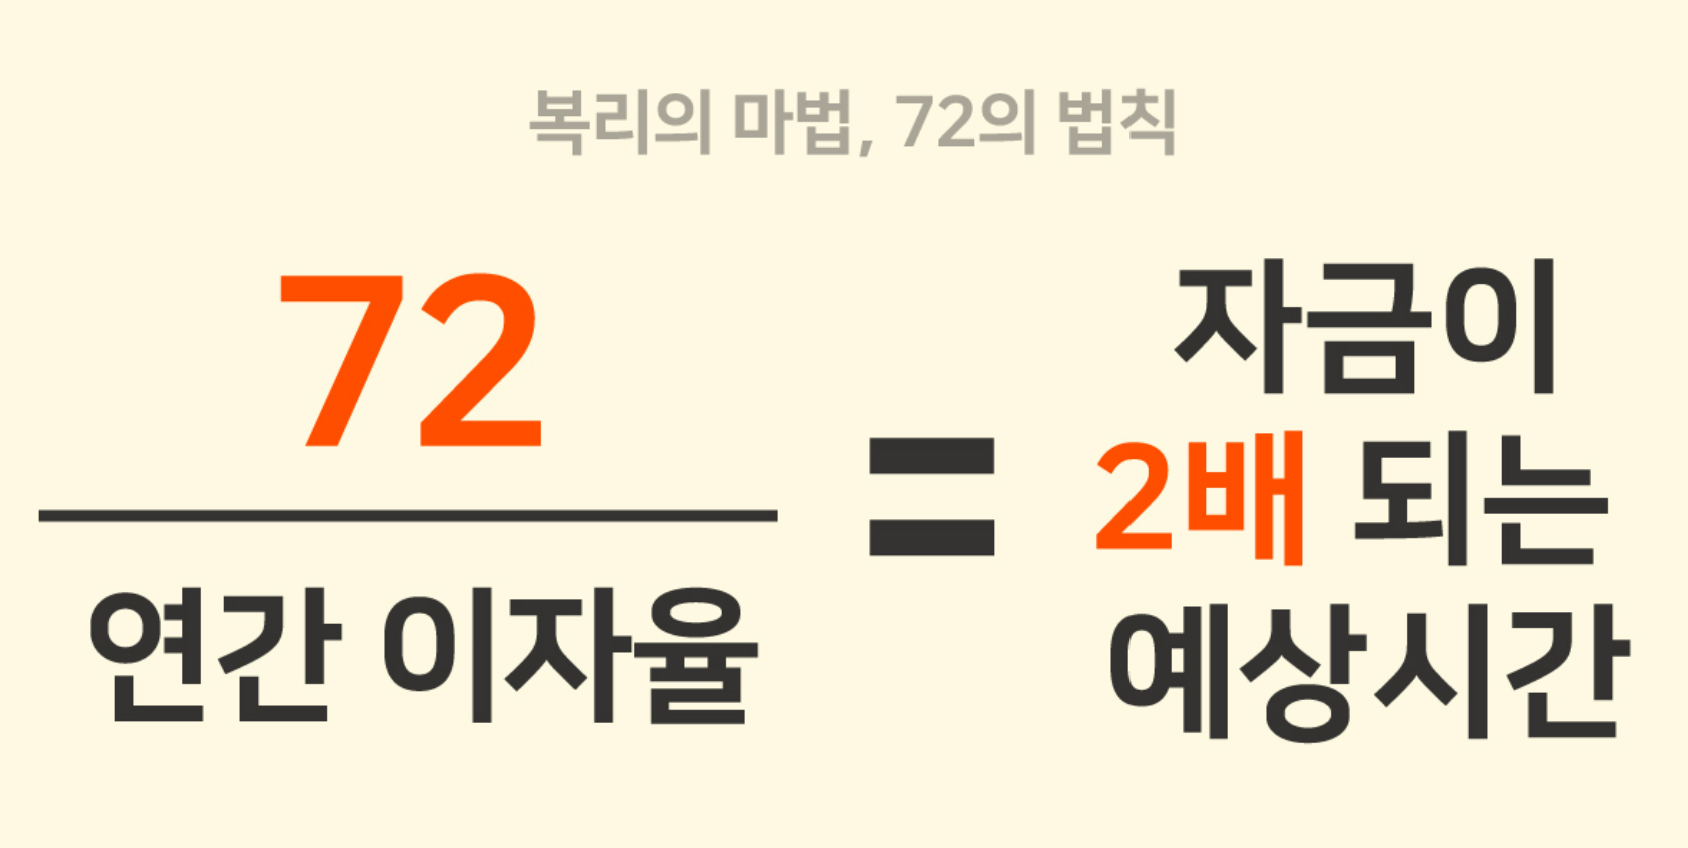 복리의 마법, 72의 법칙
72
연간 이자율
=
자금이
2배 되는
예상시간